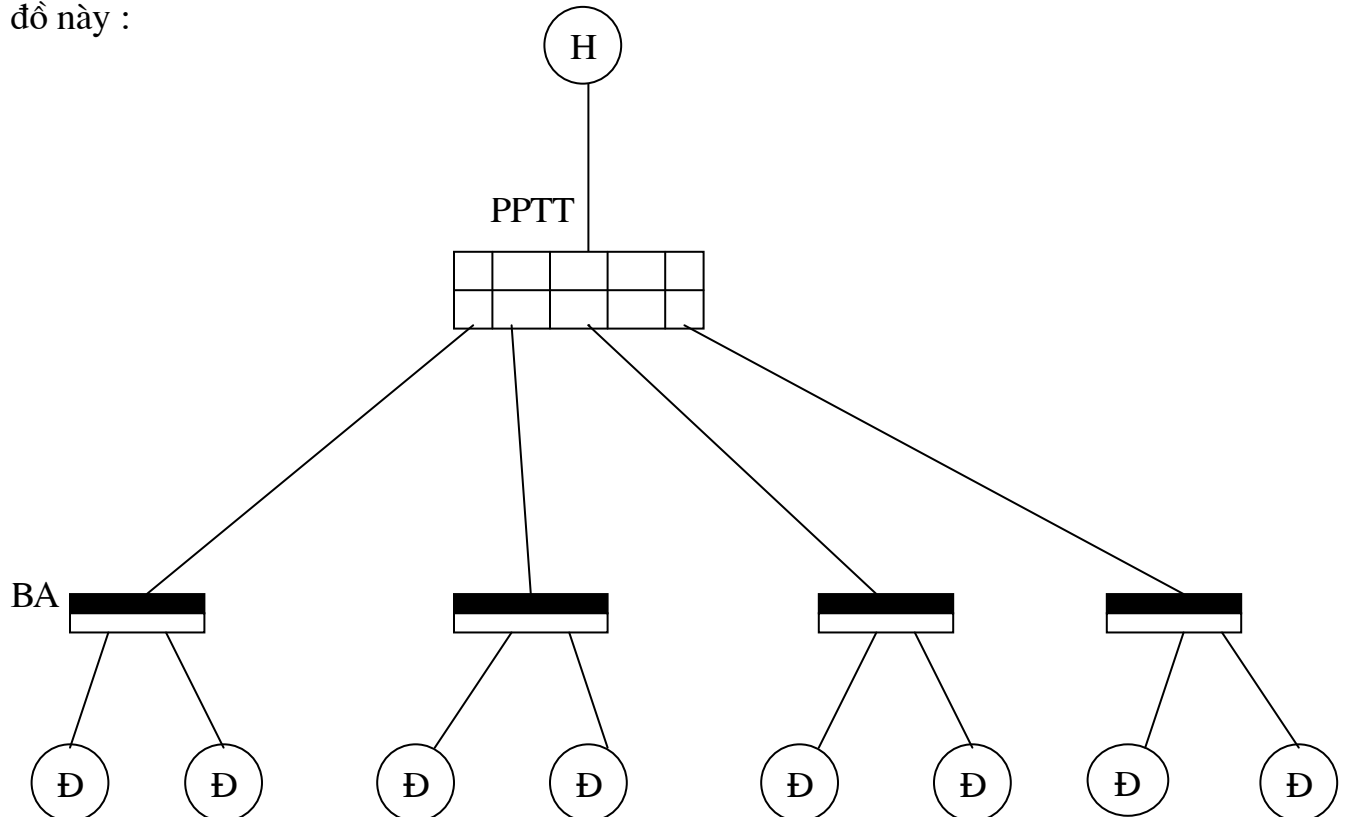 đồ này :
H
PPTT
BA
Đ Đ Đ Đ Đ Đ Đ Đ